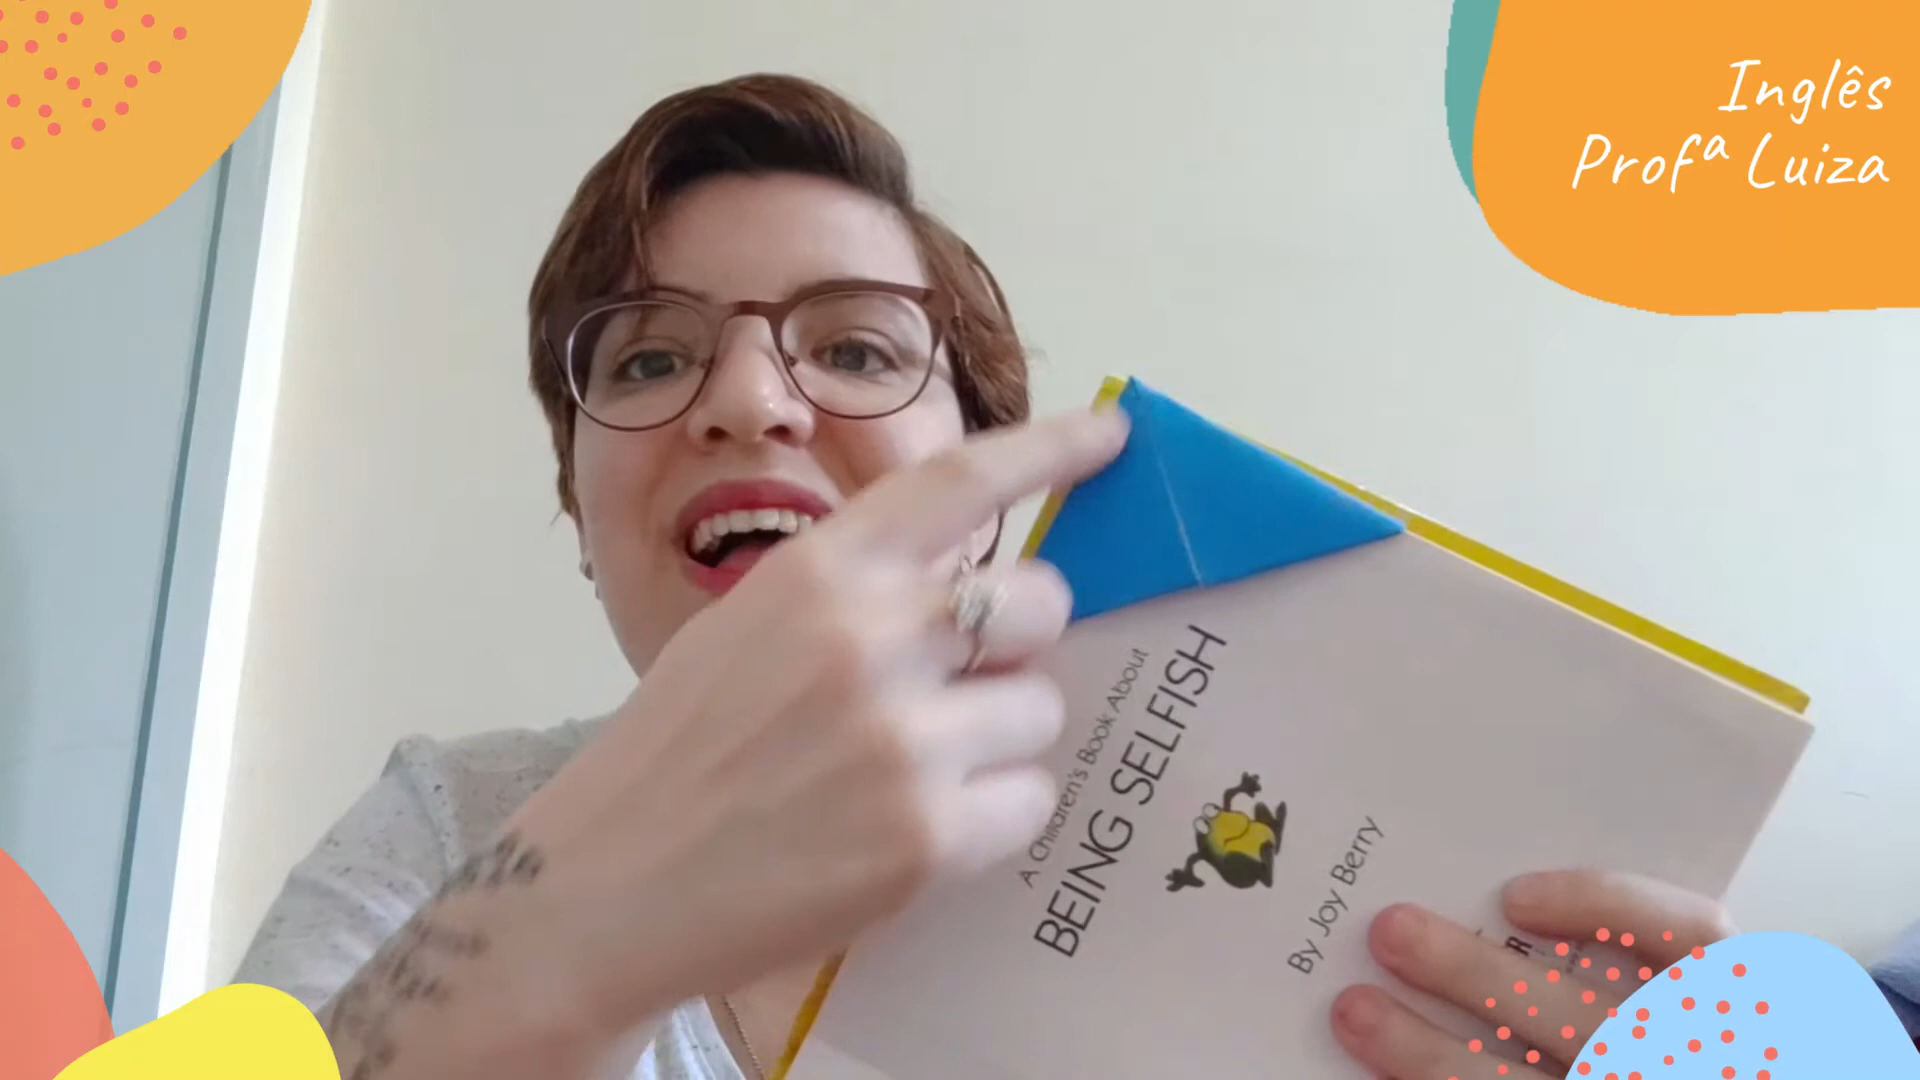 Inglês
Profª Luiza
A Children's Book About
BEING SELFISH
By Joy Berry